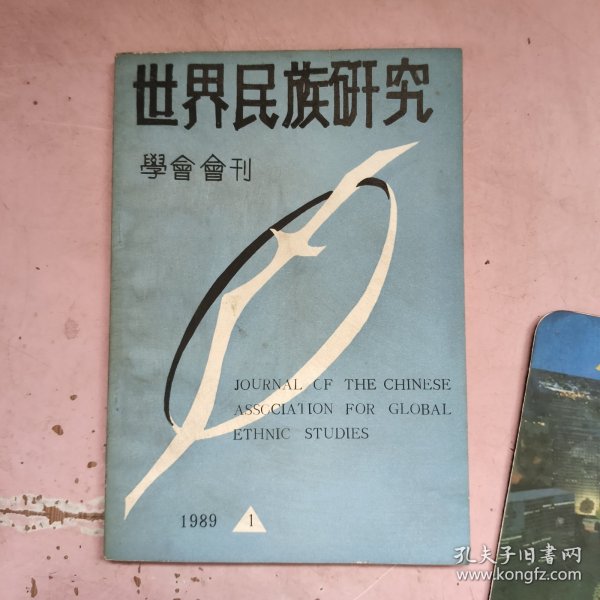 世界民族研究
學會會刊
JOURNAL CF THE CHINESE
ASSCCIATION FOR GLOBAL
ETHNIC STUDIES
1989 1
孔夫子旧书网
www.kongfz.com